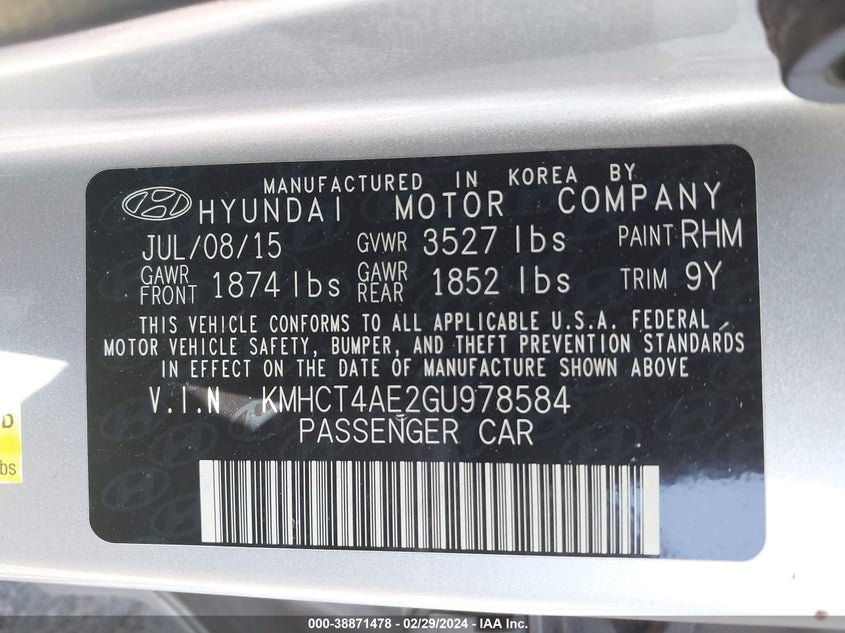 MANUFACTURED IN KOREA BY
HYUNDAI MOTOR COMPANY
JUL/08/15 GVWR 3527 lbs PAINT RHM
GAWR FRONT 1874 lbs GAWR REAR 1852 lbs TRIM 9Y
THIS VEHICLE CONFORMS TO ALL APPLICABLE U.S.A. FEDERAL
MOTOR VEHICLE SAFETY, BUMPER, AND THEFT PREVENTION STANDARDS
IN EFFECT ON THE DATE OF MANUFACTURE SHOWN ABOVE
V.I.N KMHCT4AE2GU978584
PASSENGER CAR
D
bs
000-38871478 - 02/29/2024 - IAA Inc.